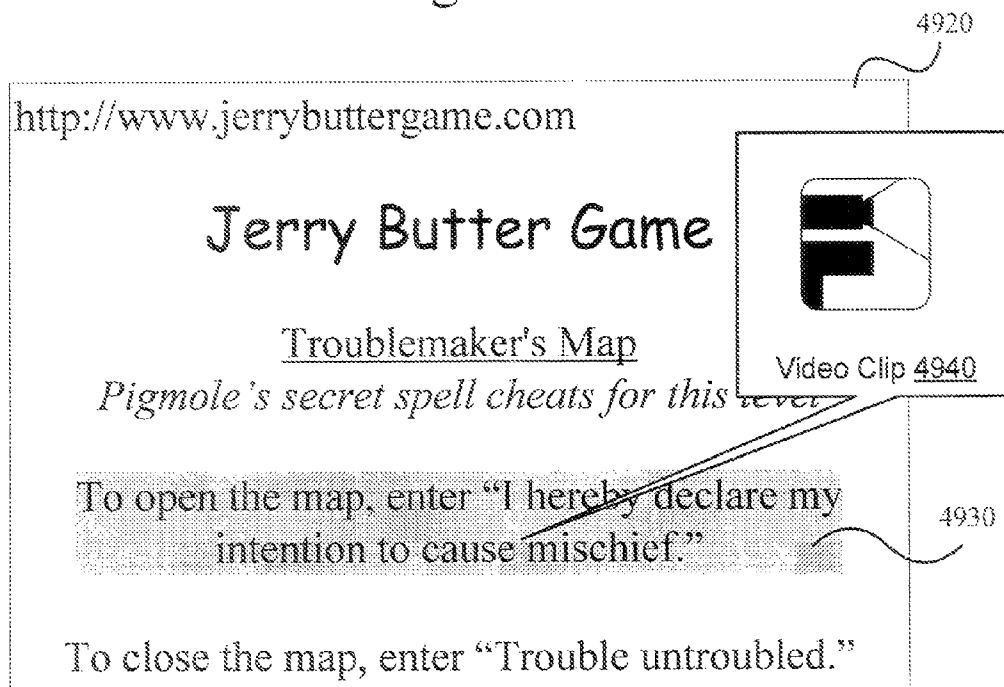 4920
http://www.jerrybuttergame.com
Jerry Butter Game
Troublemaker's Map
Video Clip 4940
Pigmole's secret spell cheats for this level
To open the map, enter “I hereby declare my
intention to cause mischief.”
4930
To close the map, enter “Trouble untroubled.”